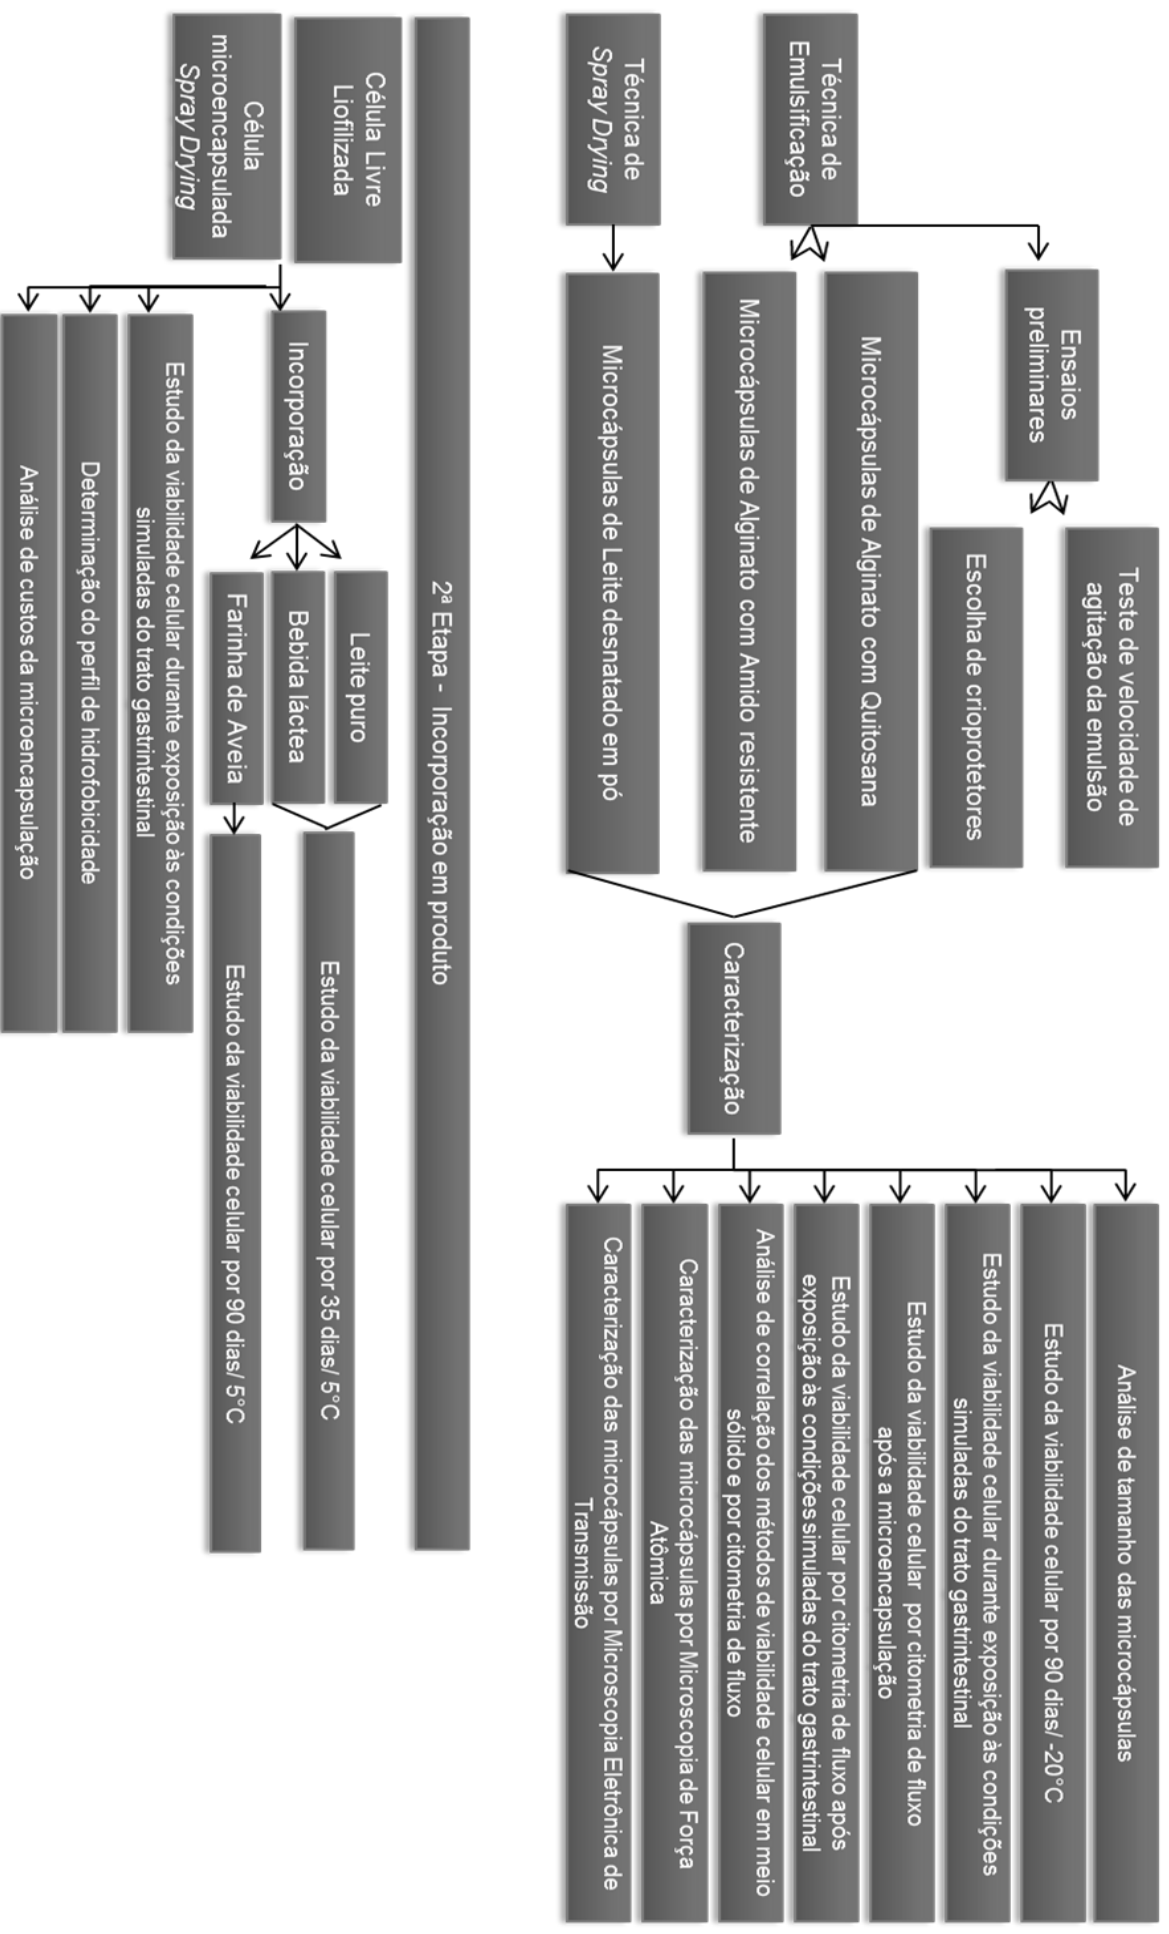 Ensaios
preliminares
Teste de velocidade de
agitação da emulsão
Escolha de crioprotetores
Técnica de
Emulsificação
Microcápsulas de Alginato com Quitosana
Microcápsulas de Alginato com Amido resistente
Técnica de
Spray Drying
Microcápsulas de Leite desnatado em pó
Caracterização
Análise de tamanho das microcápsulas
Estudo da viabilidade celular por 90 dias/ -20°C
Estudo da viabilidade celular durante exposição às condições
simuladas do trato gastrintestinal
Estudo da viabilidade celular por citometria de fluxo
após a microencapsulação
Estudo da viabilidade celular por citometria de fluxo após
exposição às condições simuladas do trato gastrintestinal
Análise de correlação dos métodos de viabilidade celular em meio
sólido e por citometria de fluxo
Caracterização das microcápsulas por Microscopia de Força
Atômica
Caracterização das microcápsulas por Microscopia Eletrônica de
Transmissão
2ª Etapa - Incorporação em produto
Célula Livre
Liofilizada
Célula
microencapsulada
Spray Drying
Incorporação
Leite puro
Bebida láctea
Farinha de Aveia
Estudo da viabilidade celular por 35 dias/ 5°C
Estudo da viabilidade celular por 90 dias/ 5°C
Estudo da viabilidade celular durante exposição às condições
simuladas do trato gastrintestinal
Determinação do perfil de hidrofobicidade
Análise de custos da microencapsulação